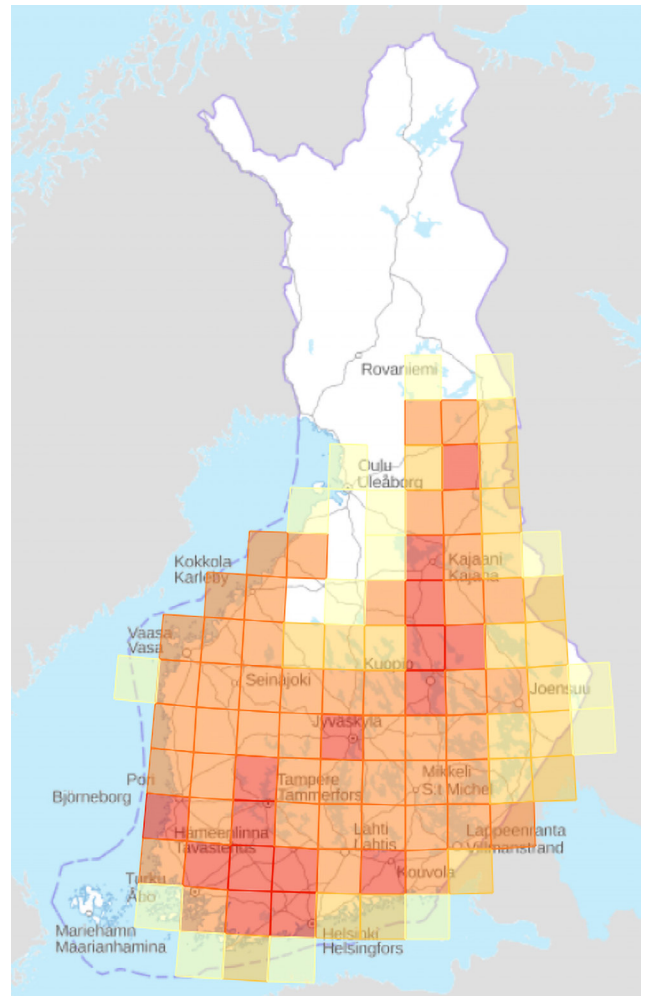 Rovaniemi
Oulu
Uleåborg
Kokkola
Karleby
Kajaani
Kajana
Vaasa
Vasa
Kuopio
Seinäjoki
Joensuu
Jyväskylä
Pori
Björneborg
Tampere
Tammerfors
Mikkeli
S:t Michel
Hämeenlinna
Tavastehus
Lahti
Lahtis
Lappeenranta
Villmanstrand
Kouvola
Turku
Åbo
Mariehamn
Maarianhamina
Helsinki
Helsingfors